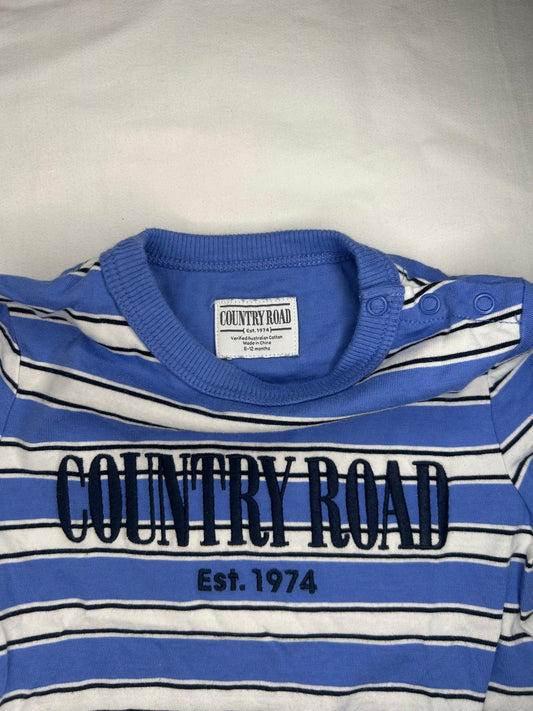 COUNTRY ROAD
Est. 1974
Verified Australian Cotton
Made in China
6-12 months
COUNTRY ROAD
Est. 1974